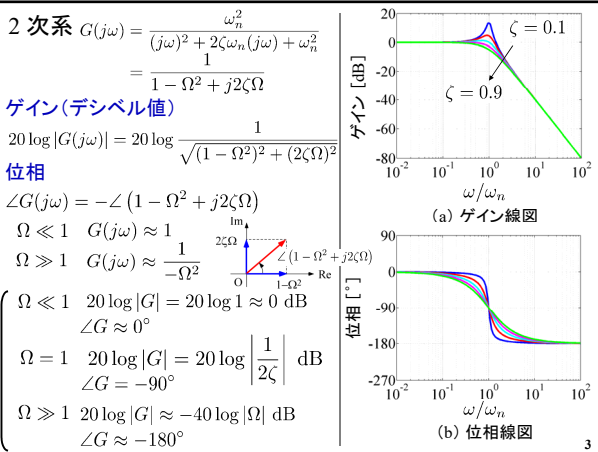 2 次系 G(jω) = ω_n^2 / ((jω)^2 + 2ζω_n(jω) + ω_n^2)
= 1 / (1 − Ω^2 + j2ζΩ)
ゲイン（デシベル値）
20 log |G(jω)| = 20 log 1 / √((1 − Ω^2)^2 + (2ζΩ)^2)
位相
∠G(jω) = −∠ (1 − Ω^2 + j2ζΩ)
Ω ≪ 1 G(jω) ≈ 1
Ω ≫ 1 G(jω) ≈ 1 / −Ω^2
Im
2ζΩ
∠ (1 − Ω^2 + j2ζΩ)
O 1−Ω^2 Re
Ω ≪ 1 20 log |G| = 20 log 1 ≈ 0 dB
∠G ≈ 0°
Ω = 1 20 log |G| = 20 log |1 / 2ζ| dB
∠G = −90°
Ω ≫ 1 20 log |G| ≈ −40 log |Ω| dB
∠G ≈ −180°
ゲイン [dB]
20
0
-20
-40
-60
-80
ζ = 0.1
ζ = 0.9
10^-2 10^-1 10^0 10^1 10^2
ω/ω_n
(a) ゲイン線図
位相 [°]
90
0
-90
-180
-270
10^-2 10^-1 10^0 10^1 10^2
ω/ω_n
(b) 位相線図
3